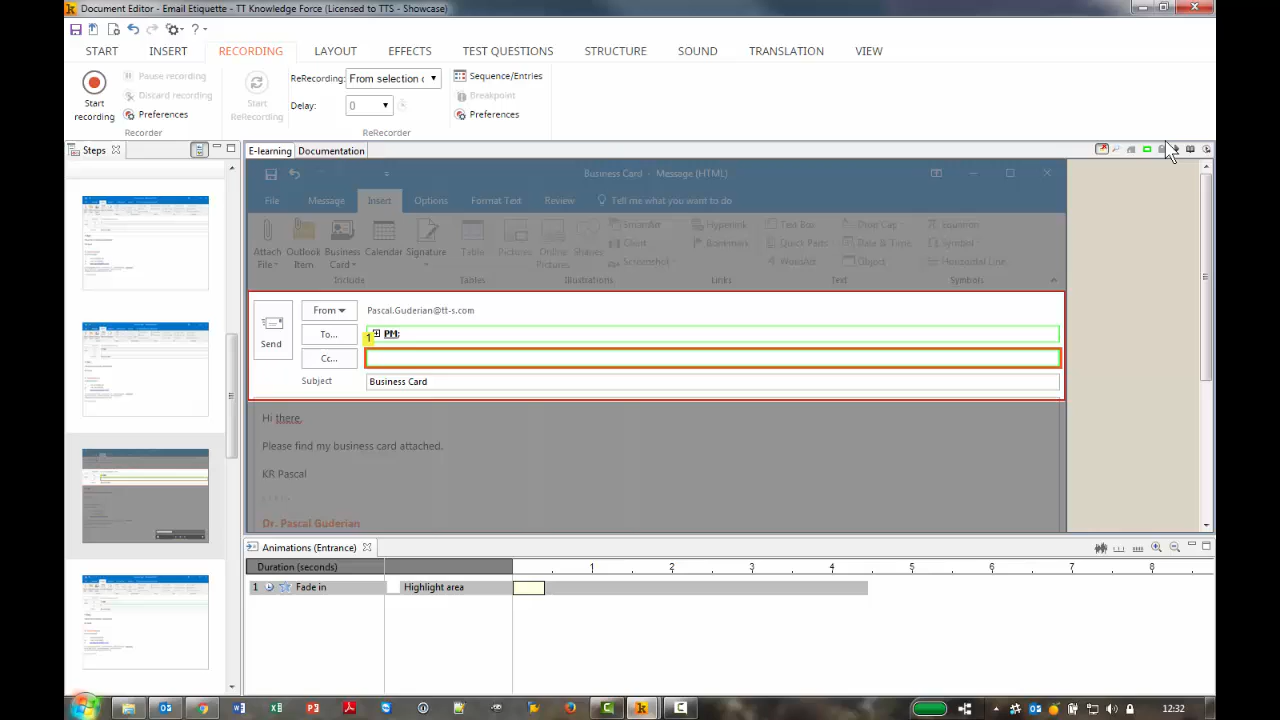 Document Editor - Email Etiquette - TT Knowledge Force (Licensed to TTS - Showcase)
START INSERT RECORDING LAYOUT EFFECTS TEST QUESTIONS STRUCTURE SOUND TRANSLATION VIEW
Start recording
Pause recording
Discard recording
Preferences
Recorder
Start ReRecording
ReRecording: From selection
Delay: 0
ReRecorder
Sequence/Entries
Breakpoint
Preferences
Steps
E-learning Documentation
Business Card - Message (HTML)
File Message Insert Options Format Text Review Tell me what you want to do
Attach File
Outlook Item
Business Card
Calendar
Signature
Table
Pictures
Online Pictures
Shapes
SmartArt
Chart
Screenshot
Hyperlink
Bookmark
Text Box
Quick Parts
WordArt
Drop Cap
Date & Time
Object
Equation
Symbol
Horizontal Line
Include Tables Illustrations Links Text Symbols
Send
From Pascal.Guderian@tt-s.com
To... 1 PM;
Cc...
Subject Business Card
Hi there,
Please find my business card attached.
KR Pascal
Dr. Pascal Guderian
Animations (Entrance)
Duration (seconds) 1 2 3 4 5 6 7 8
1 Fade in Highlight area
12:32